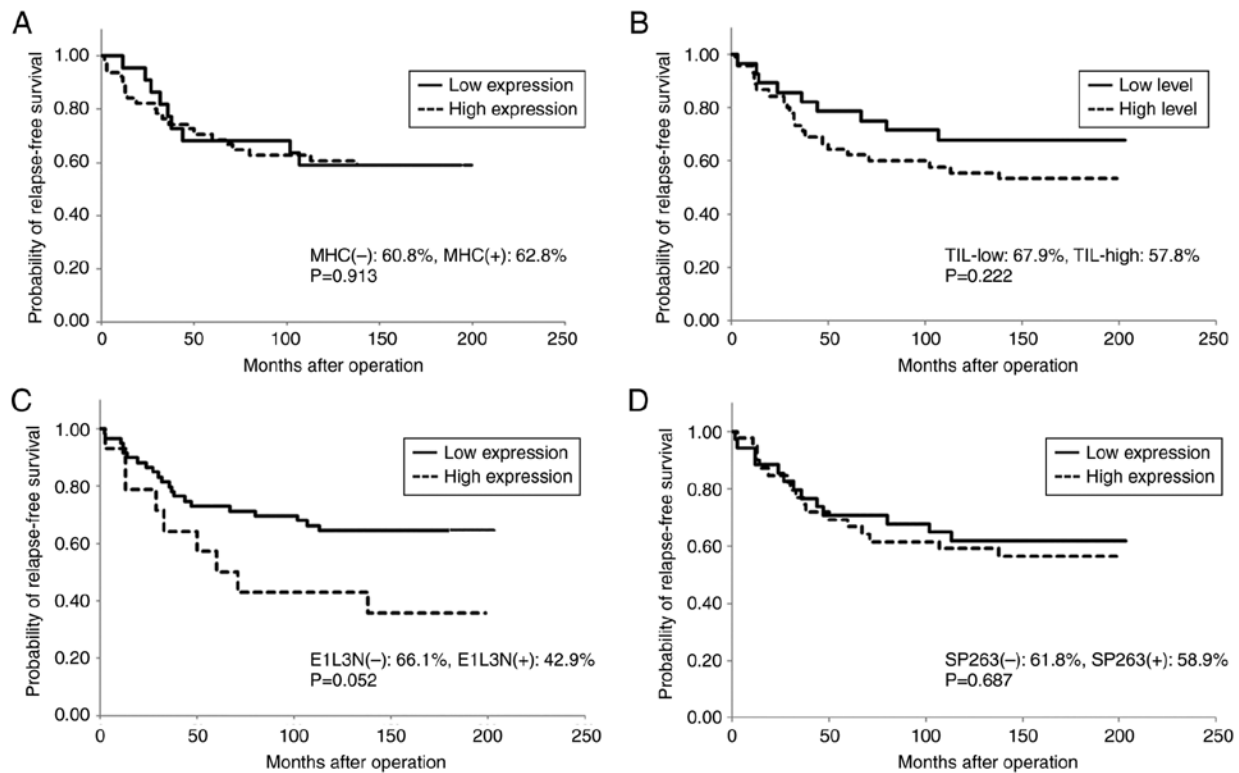 A
Probability of relapse-free survival
1.00
0.80
0.60
0.40
0.20
0.00
Low expression
High expression
MHC(–): 60.8%, MHC(+): 62.8%
P=0.913
0 50 100 150 200 250
Months after operation
B
Probability of relapse-free survival
1.00
0.80
0.60
0.40
0.20
0.00
Low level
High level
TIL-low: 67.9%, TIL-high: 57.8%
P=0.222
0 50 100 150 200 250
Months after operation
C
Probability of relapse-free survival
1.00
0.80
0.60
0.40
0.20
0.00
Low expression
High expression
E1L3N(–): 66.1%, E1L3N(+): 42.9%
P=0.052
0 50 100 150 200 250
Months after operation
D
Probability of relapse-free survival
1.00
0.80
0.60
0.40
0.20
0.00
Low expression
High expression
SP263(–): 61.8%, SP263(+): 58.9%
P=0.687
0 50 100 150 200 250
Months after operation